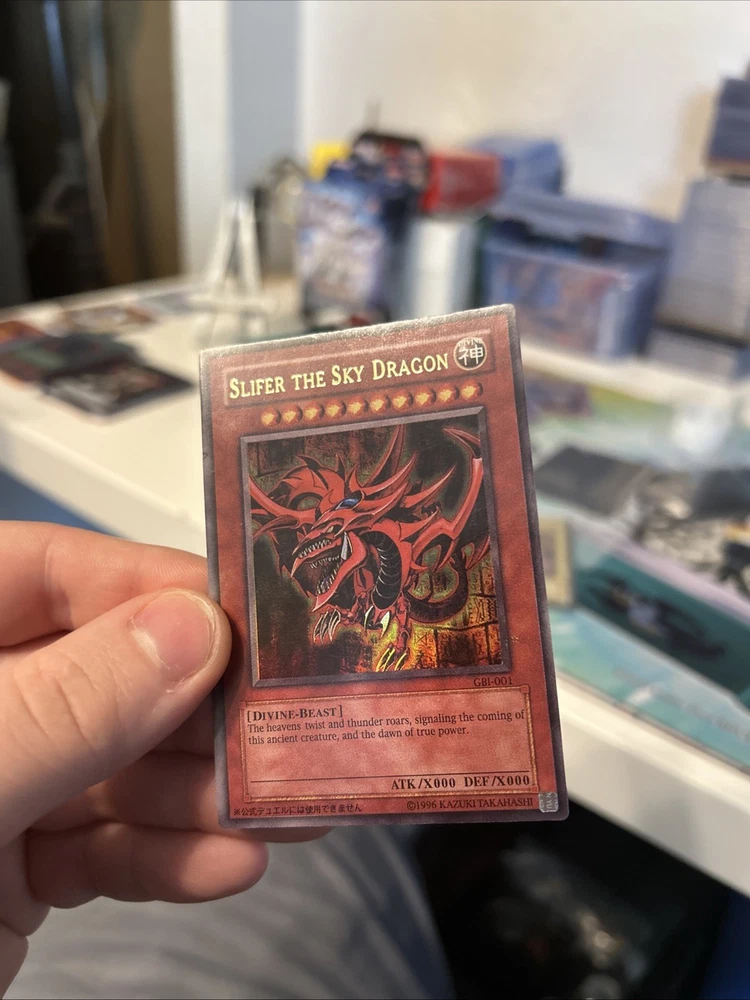 SLIFER THE SKY DRAGON 神
GBI-001
[DIVINE-BEAST]
The heavens twist and thunder roars, signaling the coming of
this ancient creature, and the dawn of true power.
ATK/X000 DEF/X000
※公式デュエルには使用できません ©1996 KAZUKI TAKAHASHI